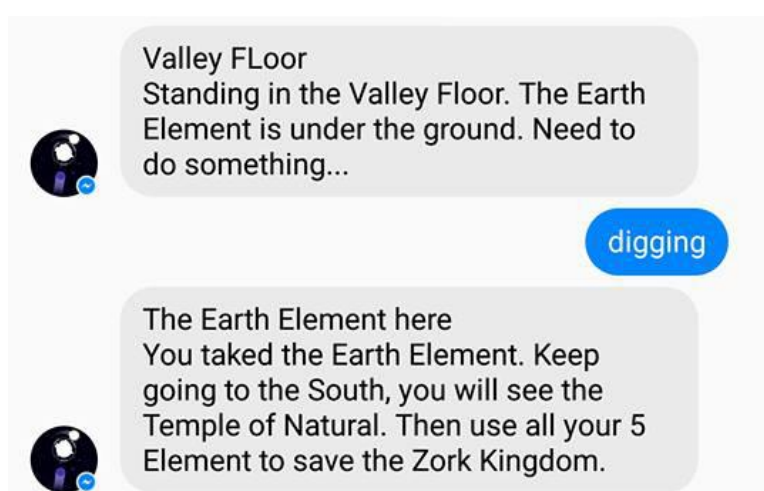 Valley FLoor
Standing in the Valley Floor. The Earth
Element is under the ground. Need to
do something...
digging
The Earth Element here
You taked the Earth Element. Keep
going to the South, you will see the
Temple of Natural. Then use all your 5
Element to save the Zork Kingdom.